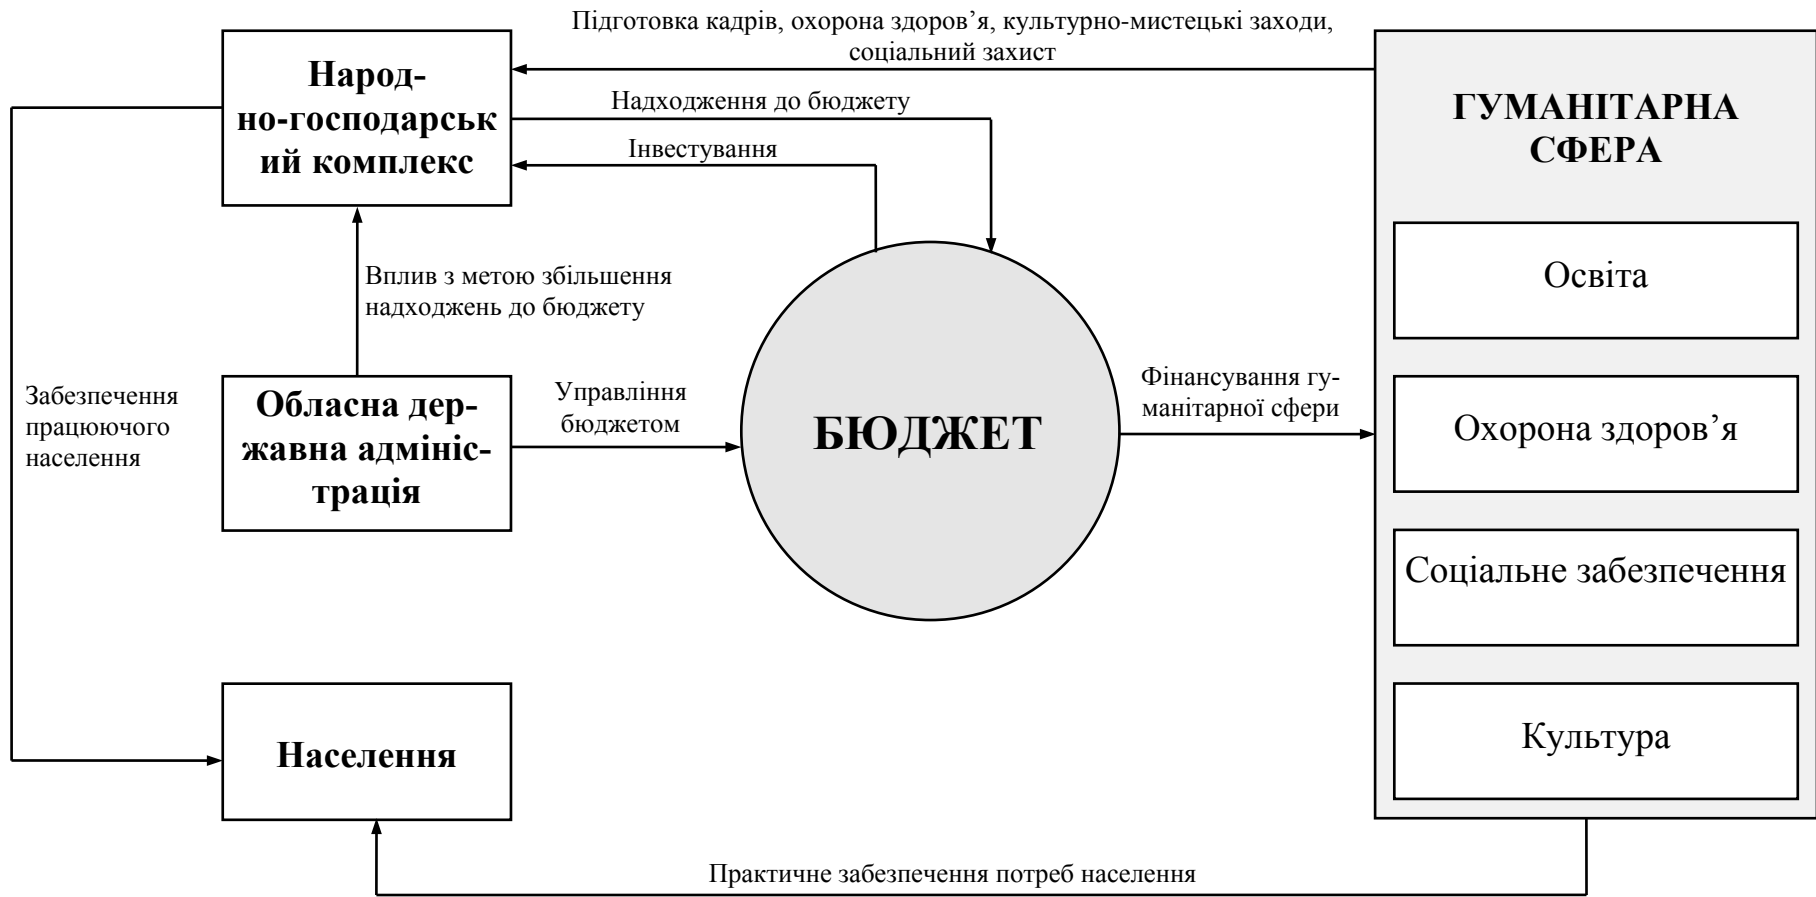 Підготовка кадрів, охорона здоров’я, культурно-мистецькі заходи,
соціальний захист
Народ-
но-господарськ
ий комплекс
Надходження до бюджету
Інвестування
ГУМАНІТАРНА
СФЕРА
Вплив з метою збільшення
надходжень до бюджету
Освіта
Забезпечення
працюючого
населення
Обласна дер-
жавна адмініс-
трація
Управління
бюджетом
БЮДЖЕТ
Фінансування гу-
манітарної сфери
Охорона здоров’я
Соціальне забезпечення
Населення
Культура
Практичне забезпечення потреб населення